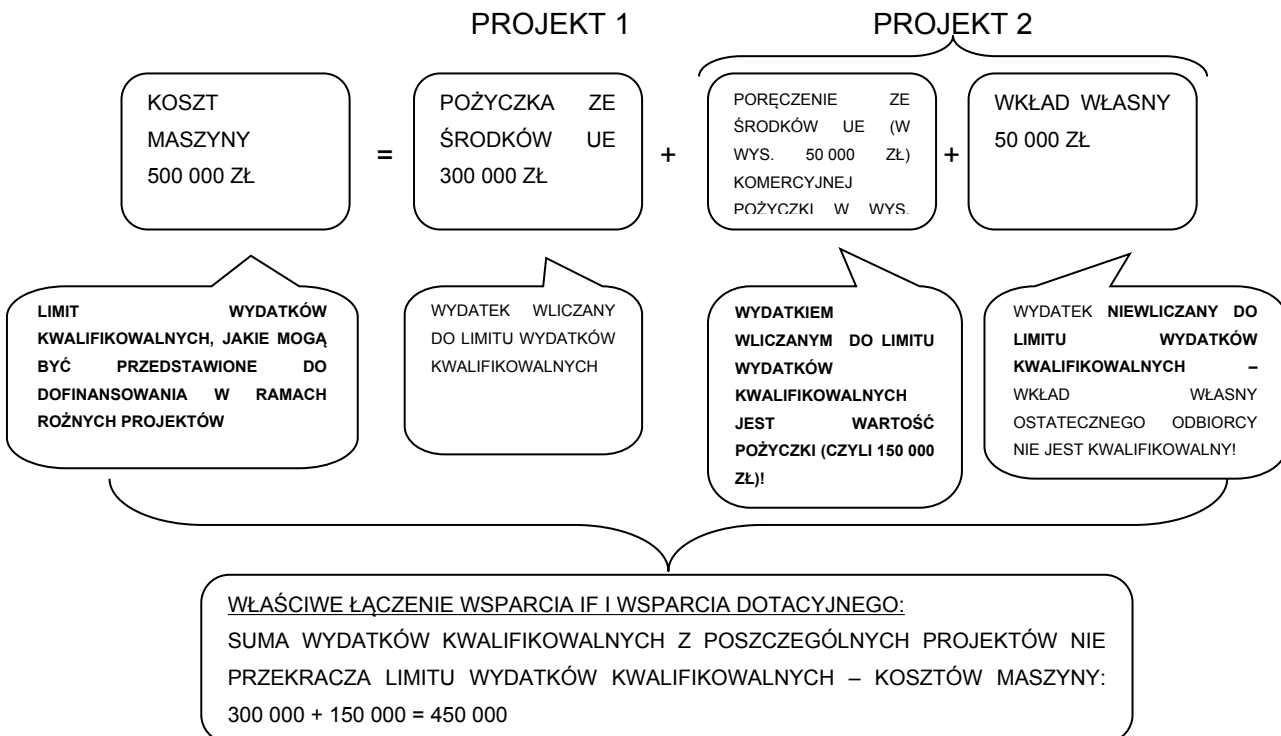 PROJEKT 1
PROJEKT 2
KOSZT
MASZYNY
500 000 ZŁ
=
POŻYCZKA ZE
ŚRODKÓW UE
300 000 ZŁ
+
PORĘCZENIE ZE
ŚRODKÓW UE (W
WYS. 50 000 ZŁ)
KOMERCYJNEJ
POŻYCZKI W WYS.
+
WKŁAD WŁASNY
50 000 ZŁ
LIMIT WYDATKÓW
KWALIFIKOWALNYCH, JAKIE MOGĄ
BYĆ PRZEDSTAWIONE DO
DOFINANSOWANIA W RAMACH
ROŻNYCH PROJEKTÓW
WYDATEK WLICZANY
DO LIMITU WYDATKÓW
KWALIFIKOWALNYCH
WYDATKIEM
WLICZANYM DO LIMITU
WYDATKÓW
KWALIFIKOWALNYCH
JEST WARTOŚĆ
POŻYCZKI (CZYLI 150 000
ZŁ)!
WYDATEK NIEWLICZANY DO
LIMITU WYDATKÓW
KWALIFIKOWALNYCH –
WKŁAD WŁASNY
OSTATECZNEGO ODBIORCY
NIE JEST KWALIFIKOWALNY!
WŁAŚCIWE ŁĄCZENIE WSPARCIA IF I WSPARCIA DOTACYJNEGO:
SUMA WYDATKÓW KWALIFIKOWALNYCH Z POSZCZEGÓLNYCH PROJEKTÓW NIE
PRZEKRACZA LIMITU WYDATKÓW KWALIFIKOWALNYCH – KOSZTÓW MASZYNY:
300 000 + 150 000 = 450 000